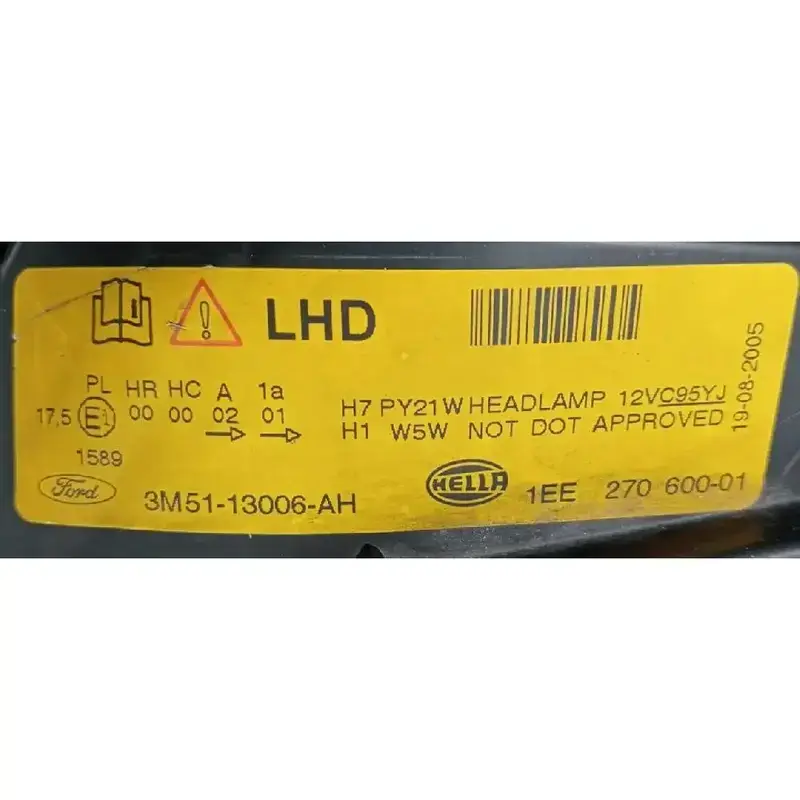 LHD
PL HR HC A 1a
17,5 E1 00 00 02 01
1589
H7 PY21W HEADLAMP 12VC95YJ
H1 W5W NOT DOT APPROVED
19-08-2005
Ford 3M51-13006-AH
HELLA 1EE 270 600-01